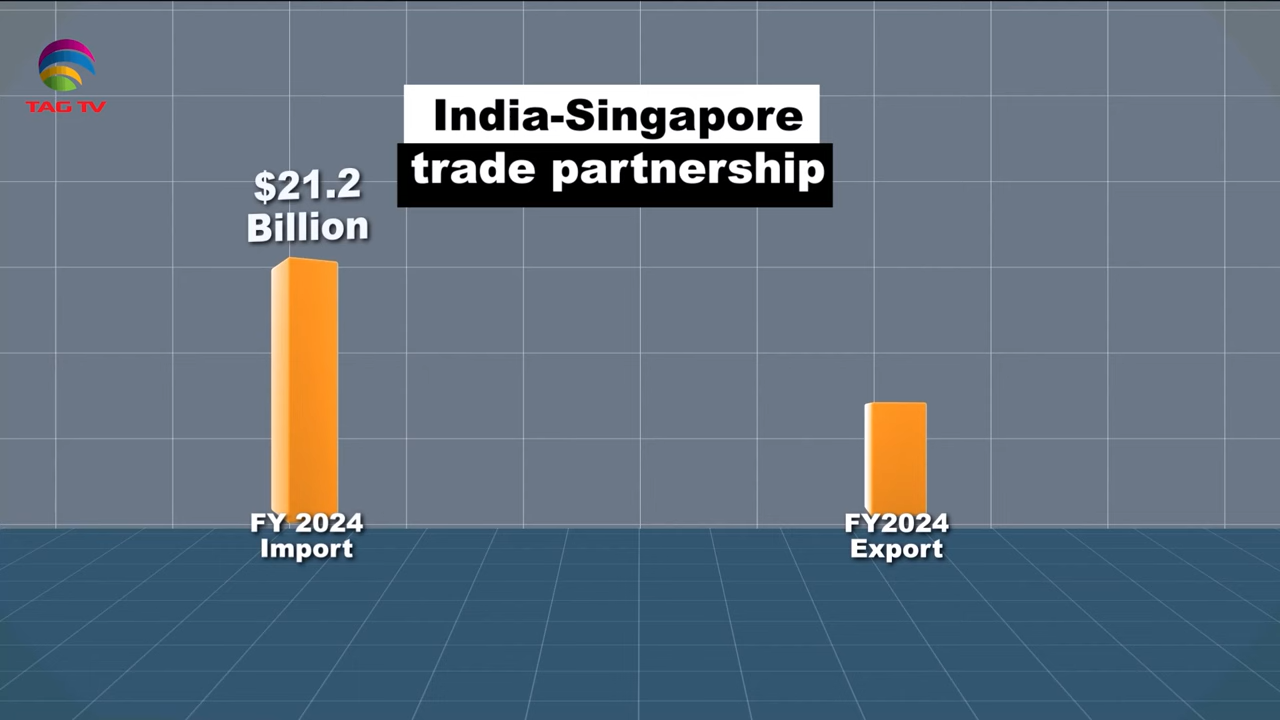 TAG TV
India-Singapore
trade partnership
$21.2
Billion
FY 2024
Import
FY2024
Export